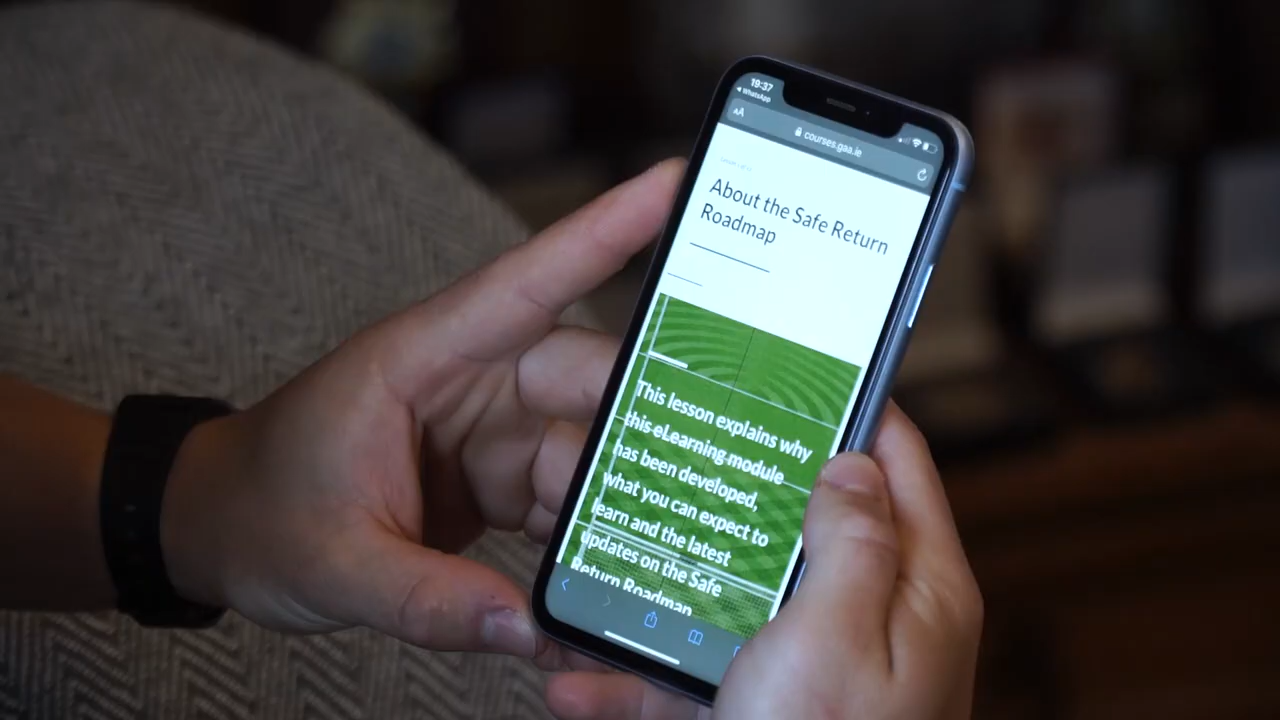 19:37
WhatsApp
AA
courses.gaa.ie
About the Safe Return
Roadmap
This lesson explains why
this eLearning module
has been developed,
what you can expect to
learn and the latest
updates on the Safe
Return Roadmap